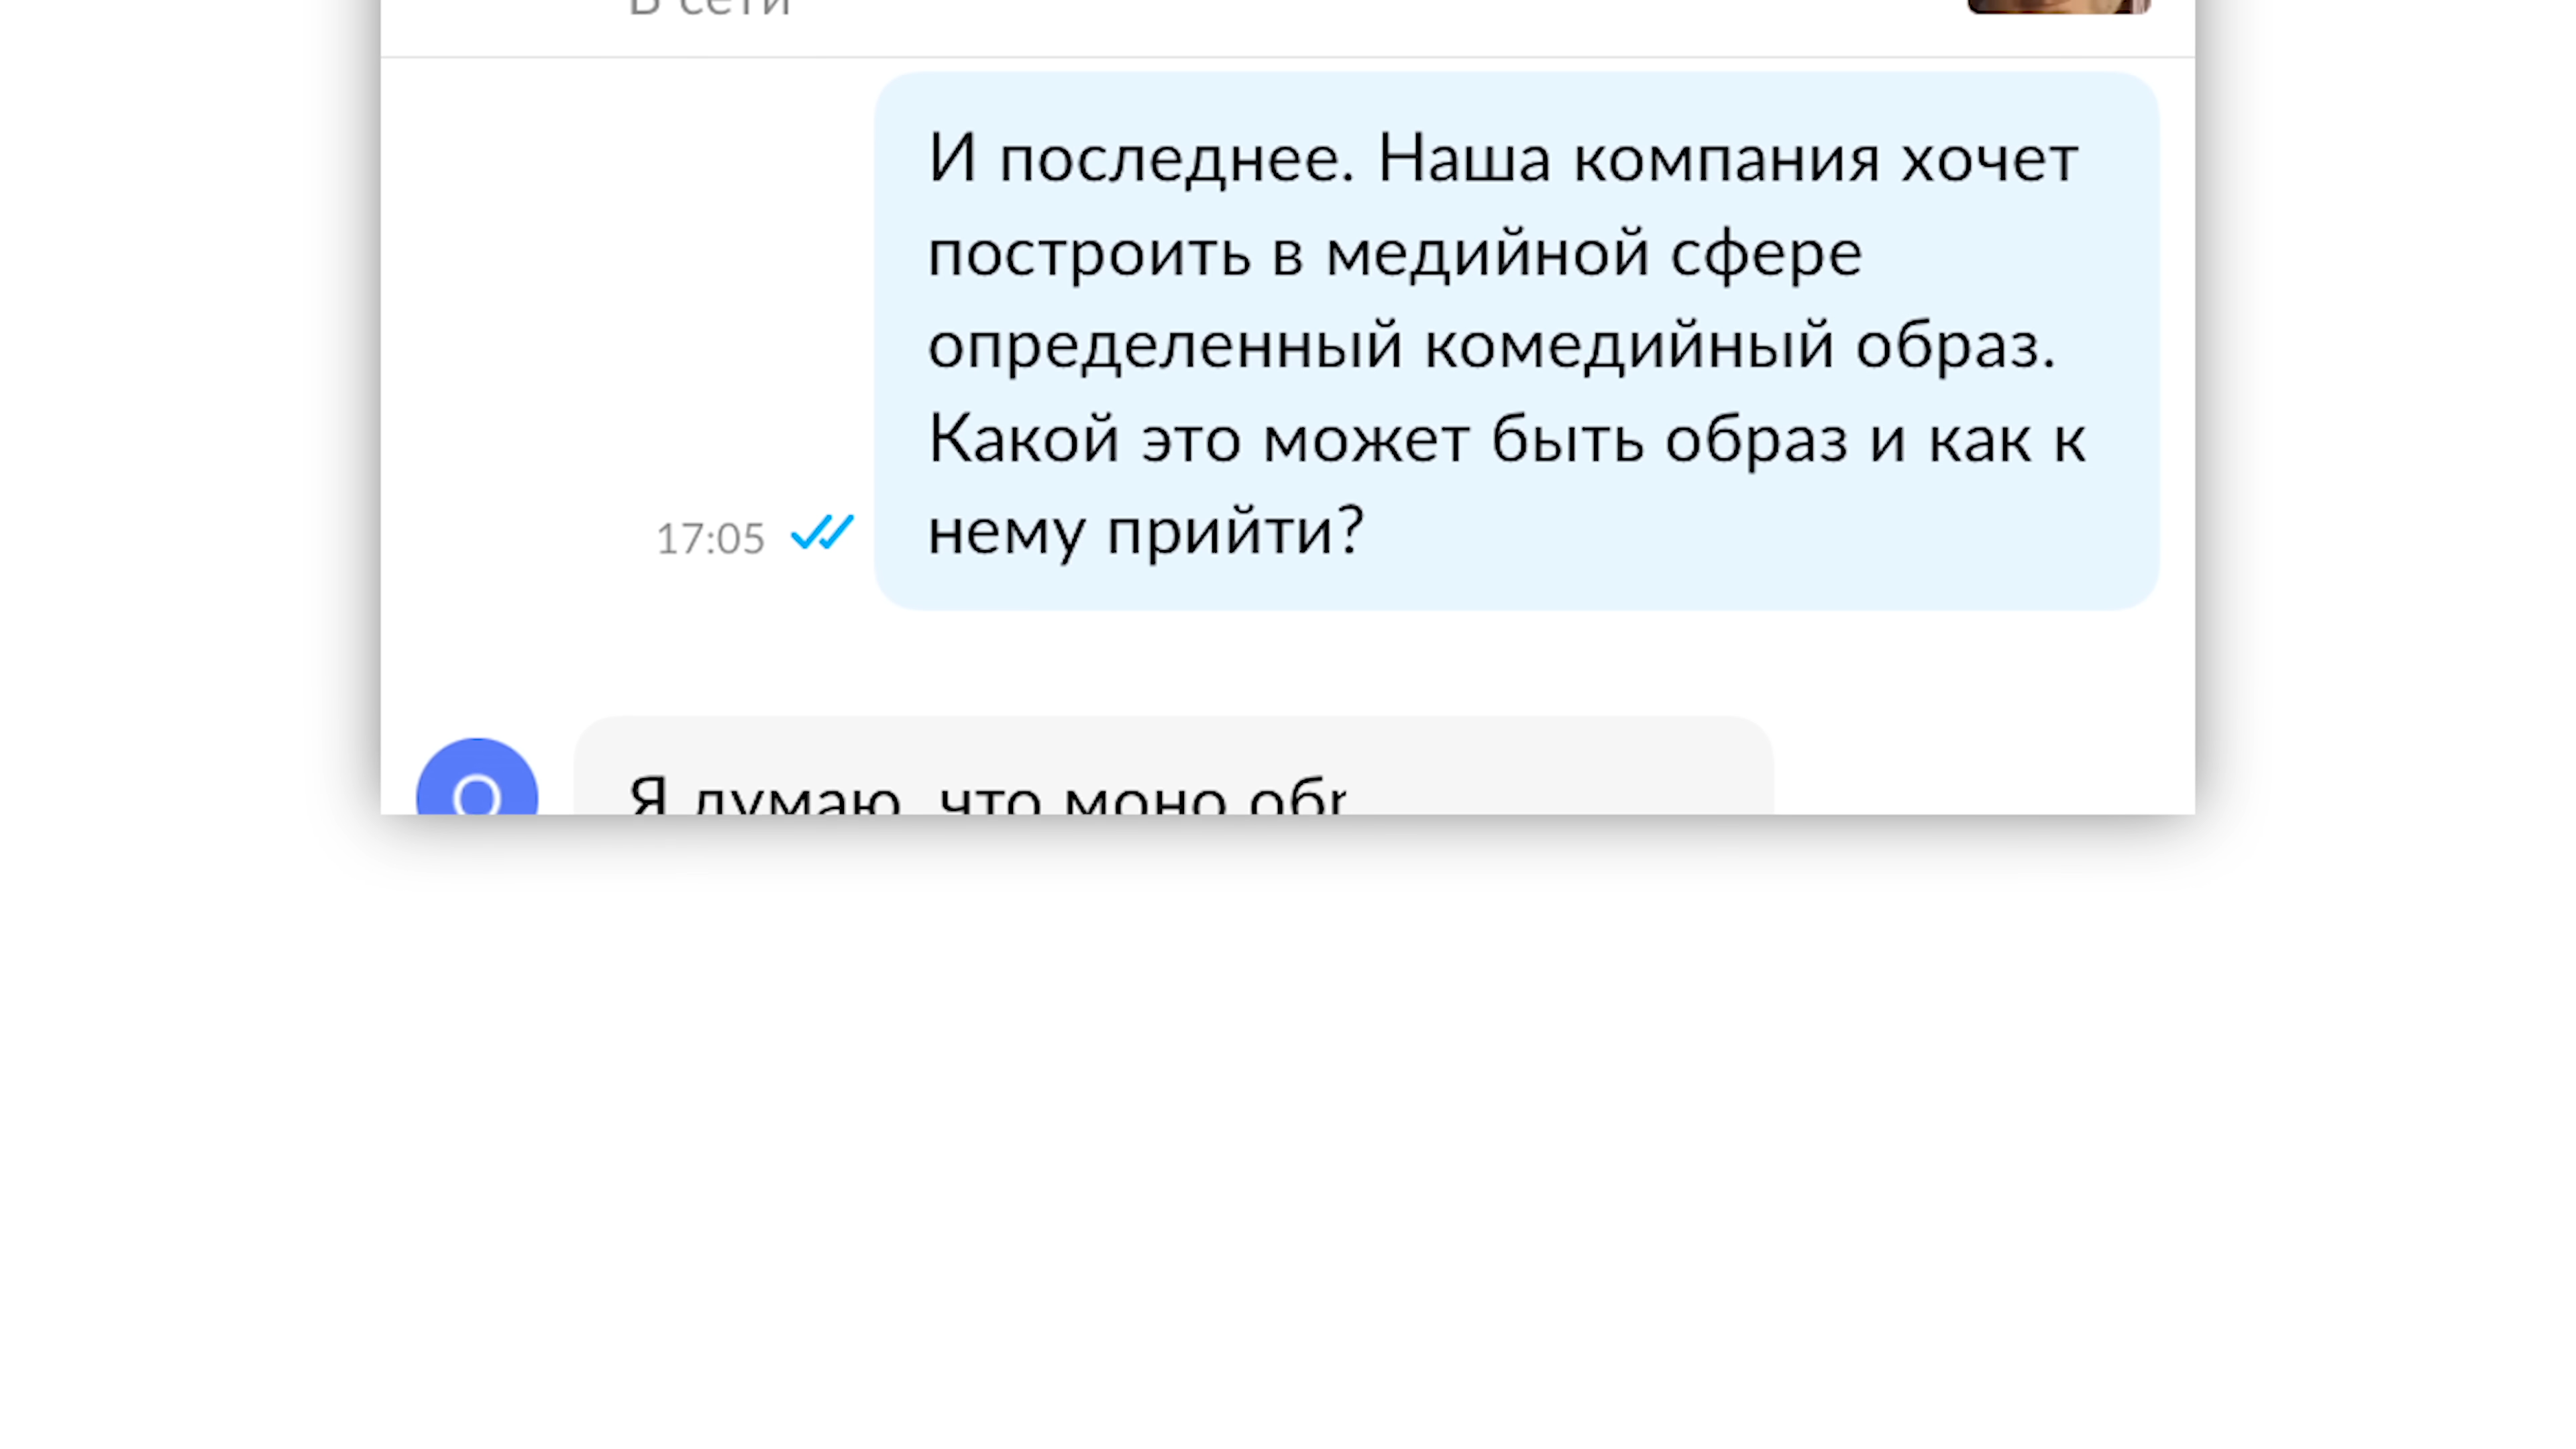 В сети
И последнее. Наша компания хочет
построить в медийной сфере
определенный комедийный образ.
Какой это может быть образ и как к
нему прийти?
17:05
О
Я думаю, что моно